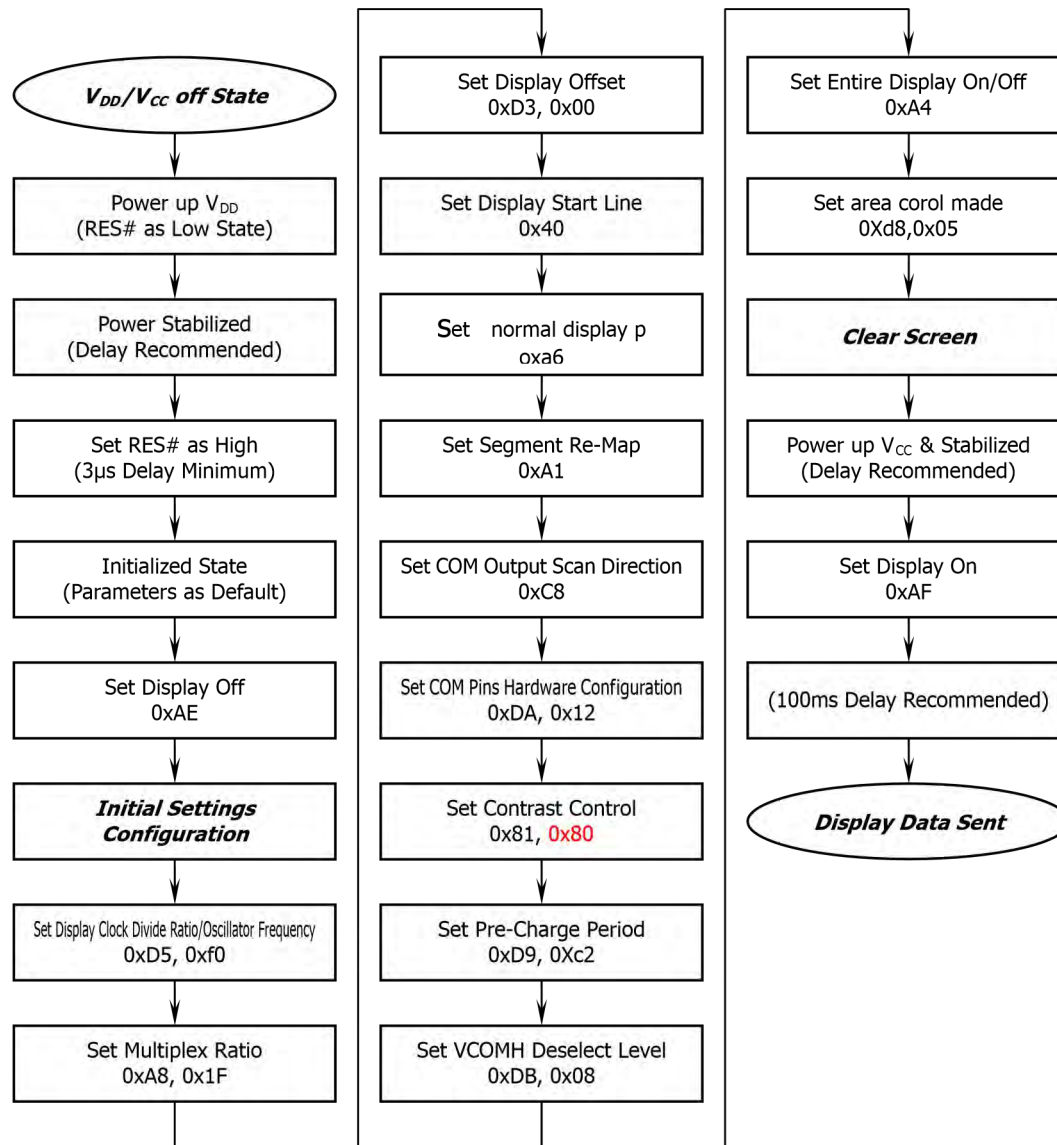 V_DD/V_CC off State
Power up V_DD
(RES# as Low State)
Power Stabilized
(Delay Recommended)
Set RES# as High
(3µs Delay Minimum)
Initialized State
(Parameters as Default)
Set Display Off
0xAE
Initial Settings
Configuration
Set Display Clock Divide Ratio/Oscillator Frequency
0xD5, 0xf0
Set Multiplex Ratio
0xA8, 0x1F
Set Display Offset
0xD3, 0x00
Set Display Start Line
0x40
Set normal display p
oxa6
Set Segment Re-Map
0xA1
Set COM Output Scan Direction
0xC8
Set COM Pins Hardware Configuration
0xDA, 0x12
Set Contrast Control
0x81, 0x80
Set Pre-Charge Period
0xD9, 0Xc2
Set VCOMH Deselect Level
0xDB, 0x08
Set Entire Display On/Off
0xA4
Set area corol made
0Xd8,0x05
Clear Screen
Power up V_CC & Stabilized
(Delay Recommended)
Set Display On
0xAF
(100ms Delay Recommended)
Display Data Sent